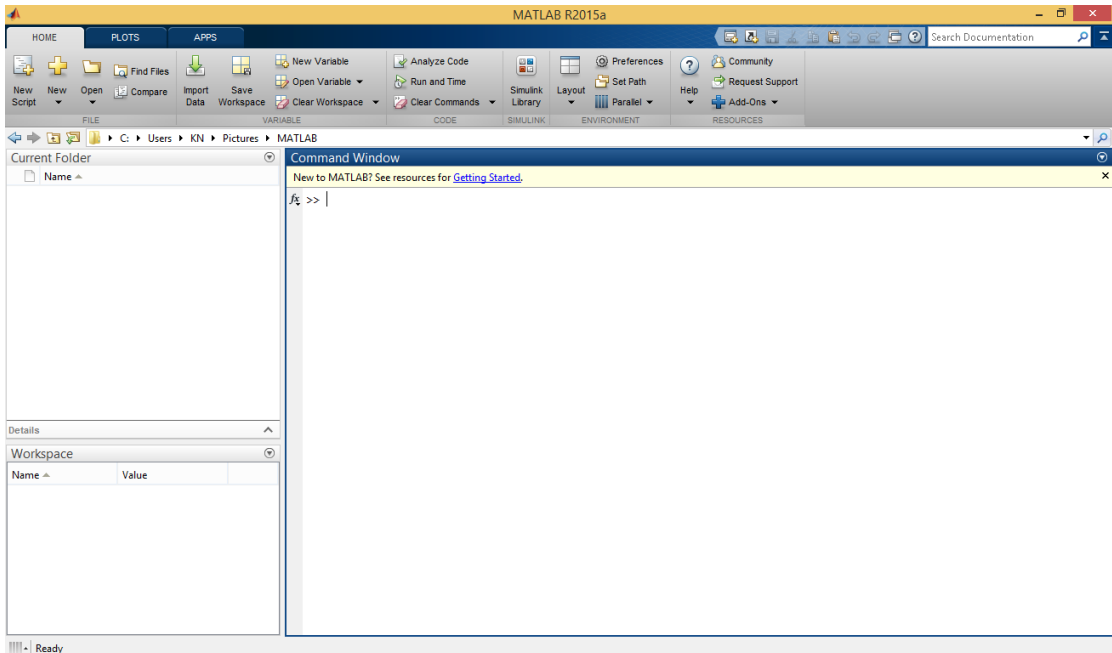 MATLAB R2015a
HOME PLOTS APPS
Search Documentation
New Script
New
Open
Find Files
Compare
Import Data
Save Workspace
New Variable
Open Variable
Clear Workspace
Analyze Code
Run and Time
Clear Commands
Simulink Library
Layout
Preferences
Set Path
Parallel
Help
Community
Request Support
Add-Ons
FILE VARIABLE CODE SIMULINK ENVIRONMENT RESOURCES
C: Users KN Pictures MATLAB
Current Folder
Name
Details
Workspace
Name Value
Command Window
New to MATLAB? See resources for Getting Started.
fx >>
Ready